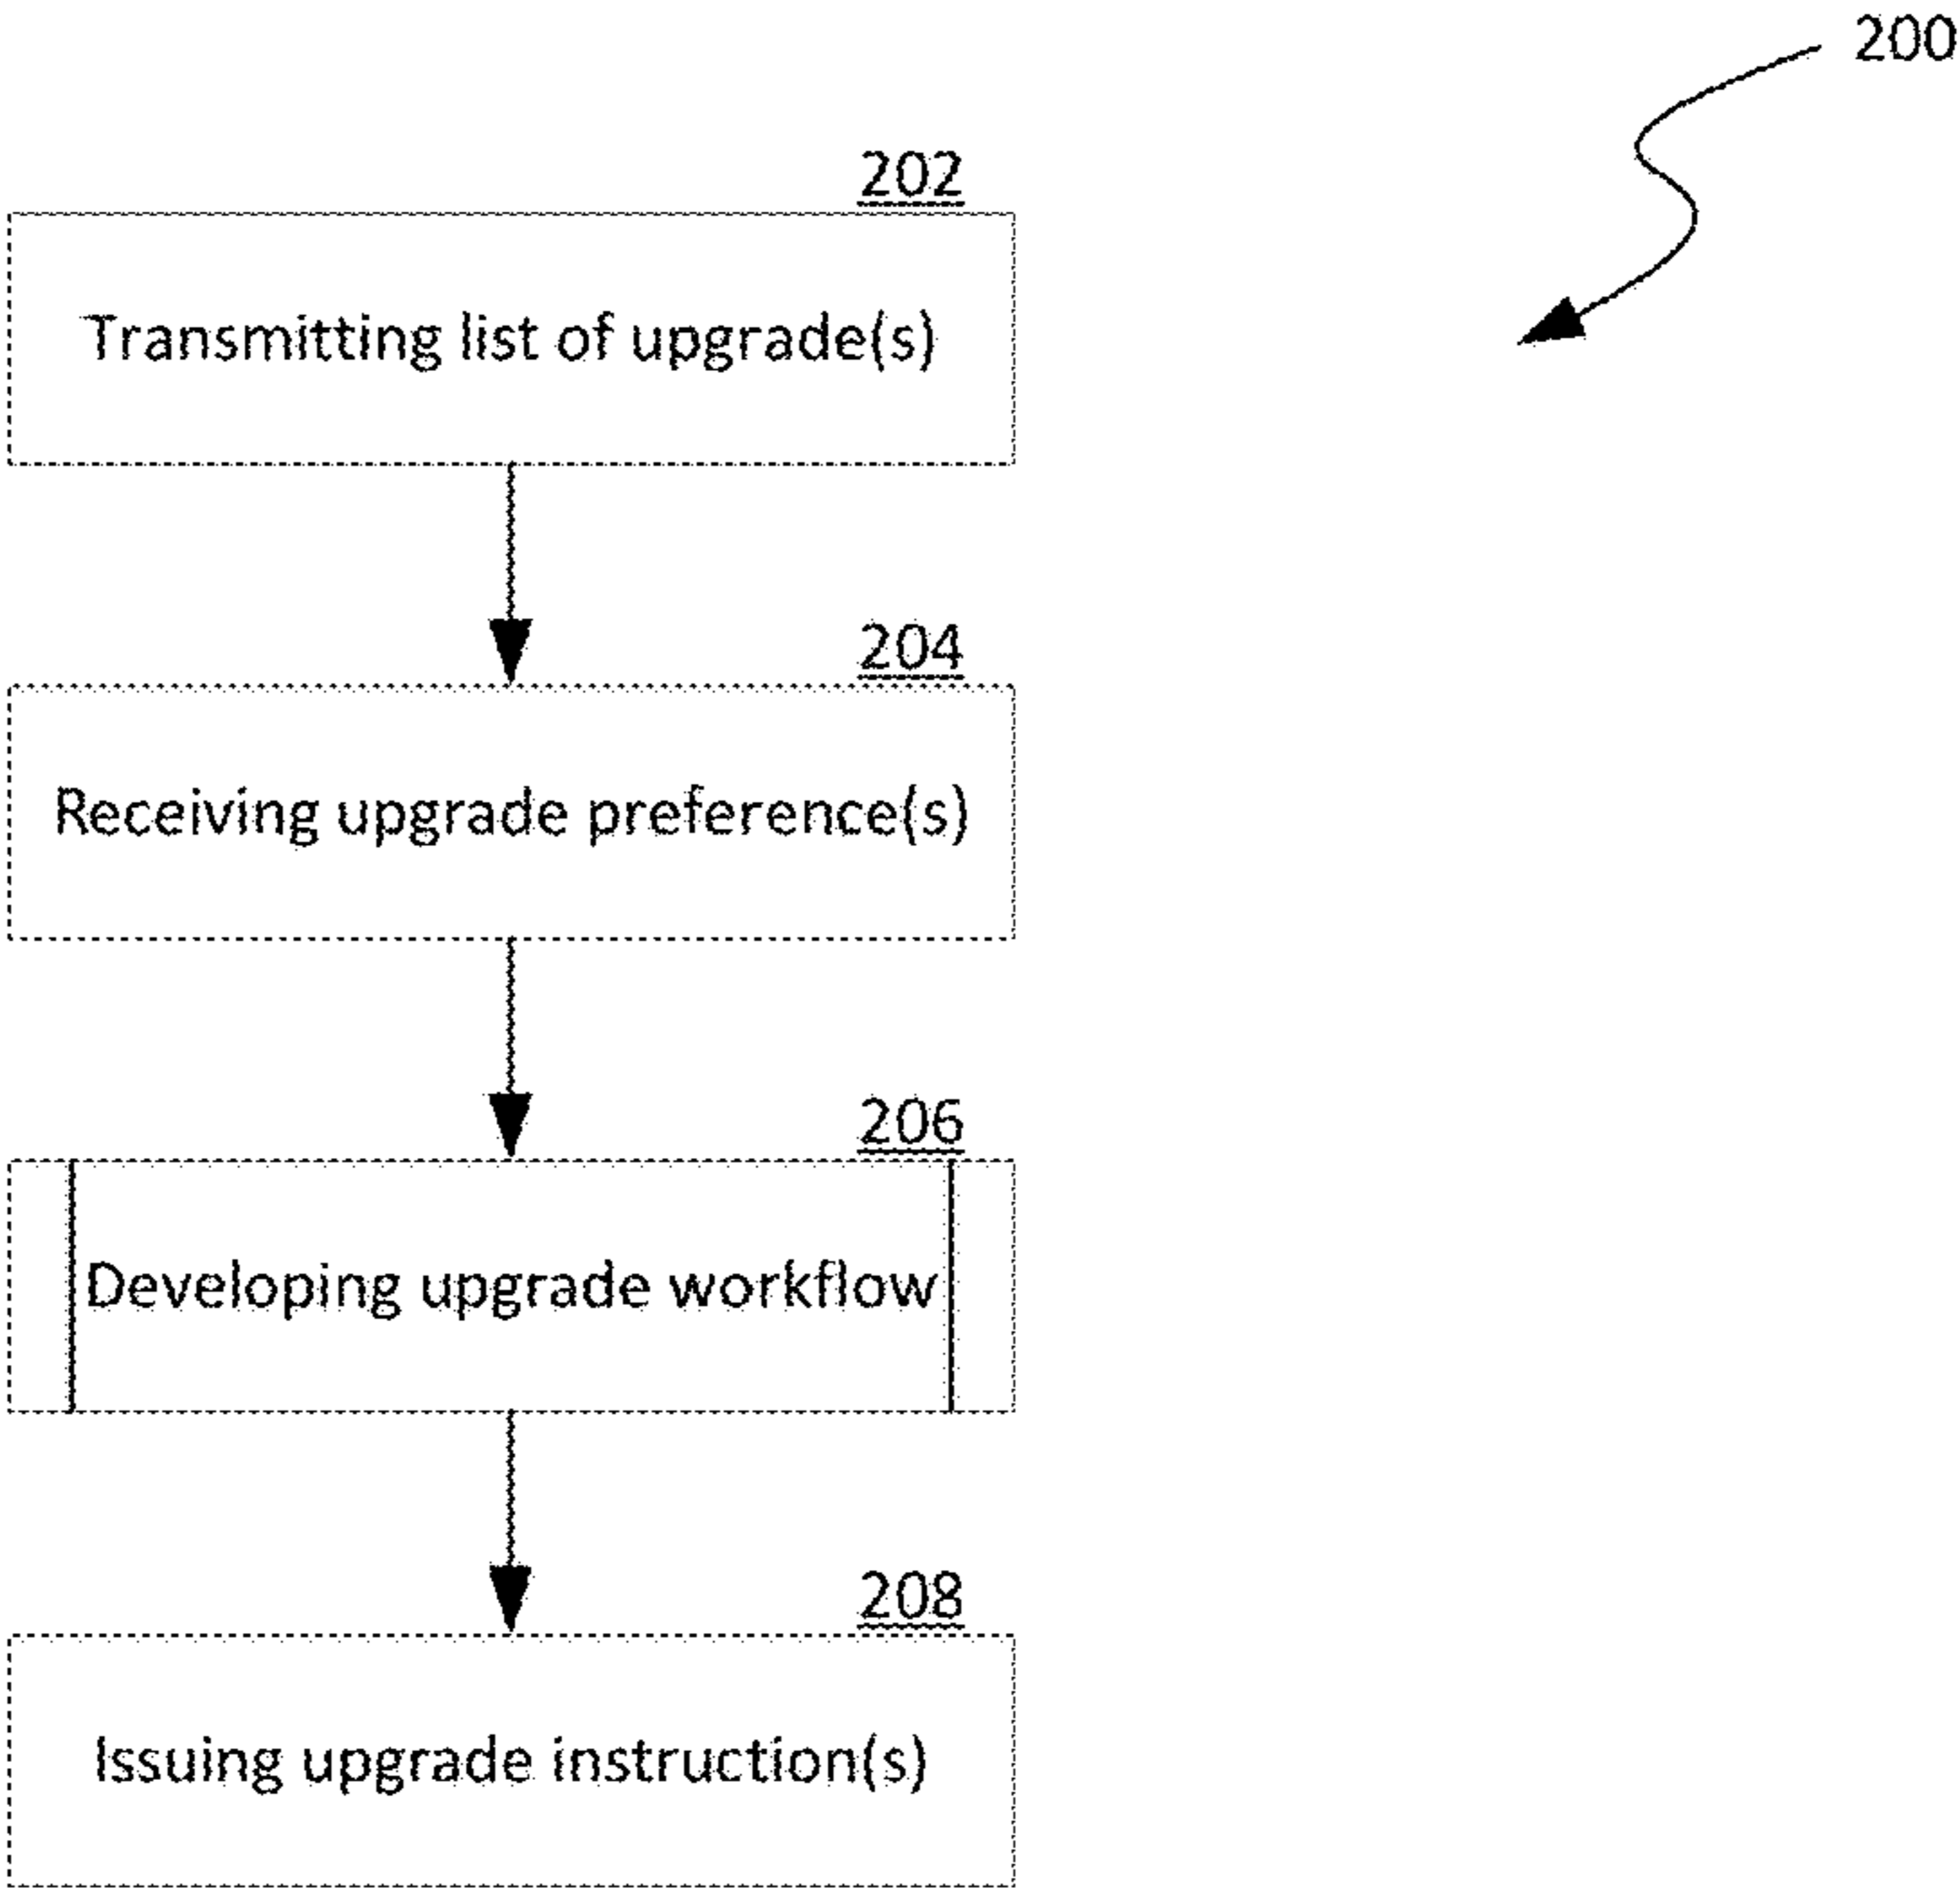 200
202
Transmitting list of upgrade(s)
204
Receiving upgrade preference(s)
206
Developing upgrade workflow
208
Issuing upgrade instruction(s)